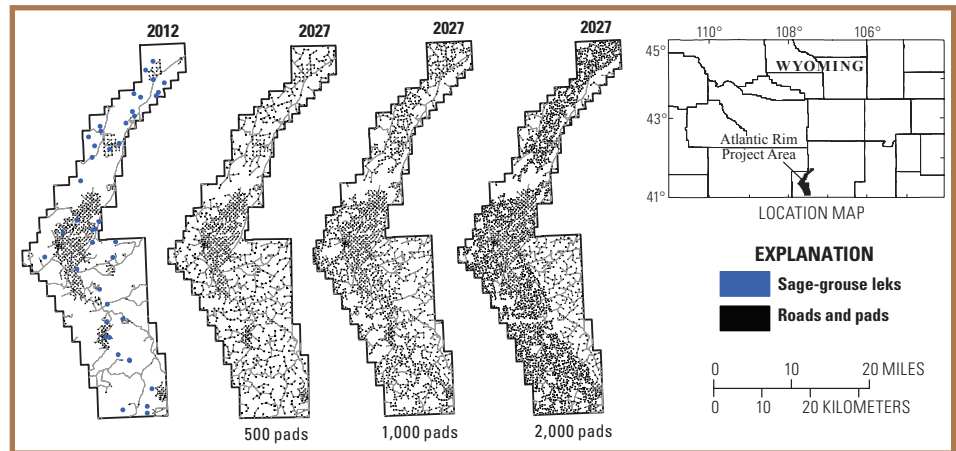 2012
2027
2027
2027
500 pads
1,000 pads
2,000 pads
110°
108°
106°
45°
43°
41°
WYOMING
Atlantic Rim
Project Area
LOCATION MAP
EXPLANATION
Sage-grouse leks
Roads and pads
0 10 20 MILES
0 10 20 KILOMETERS